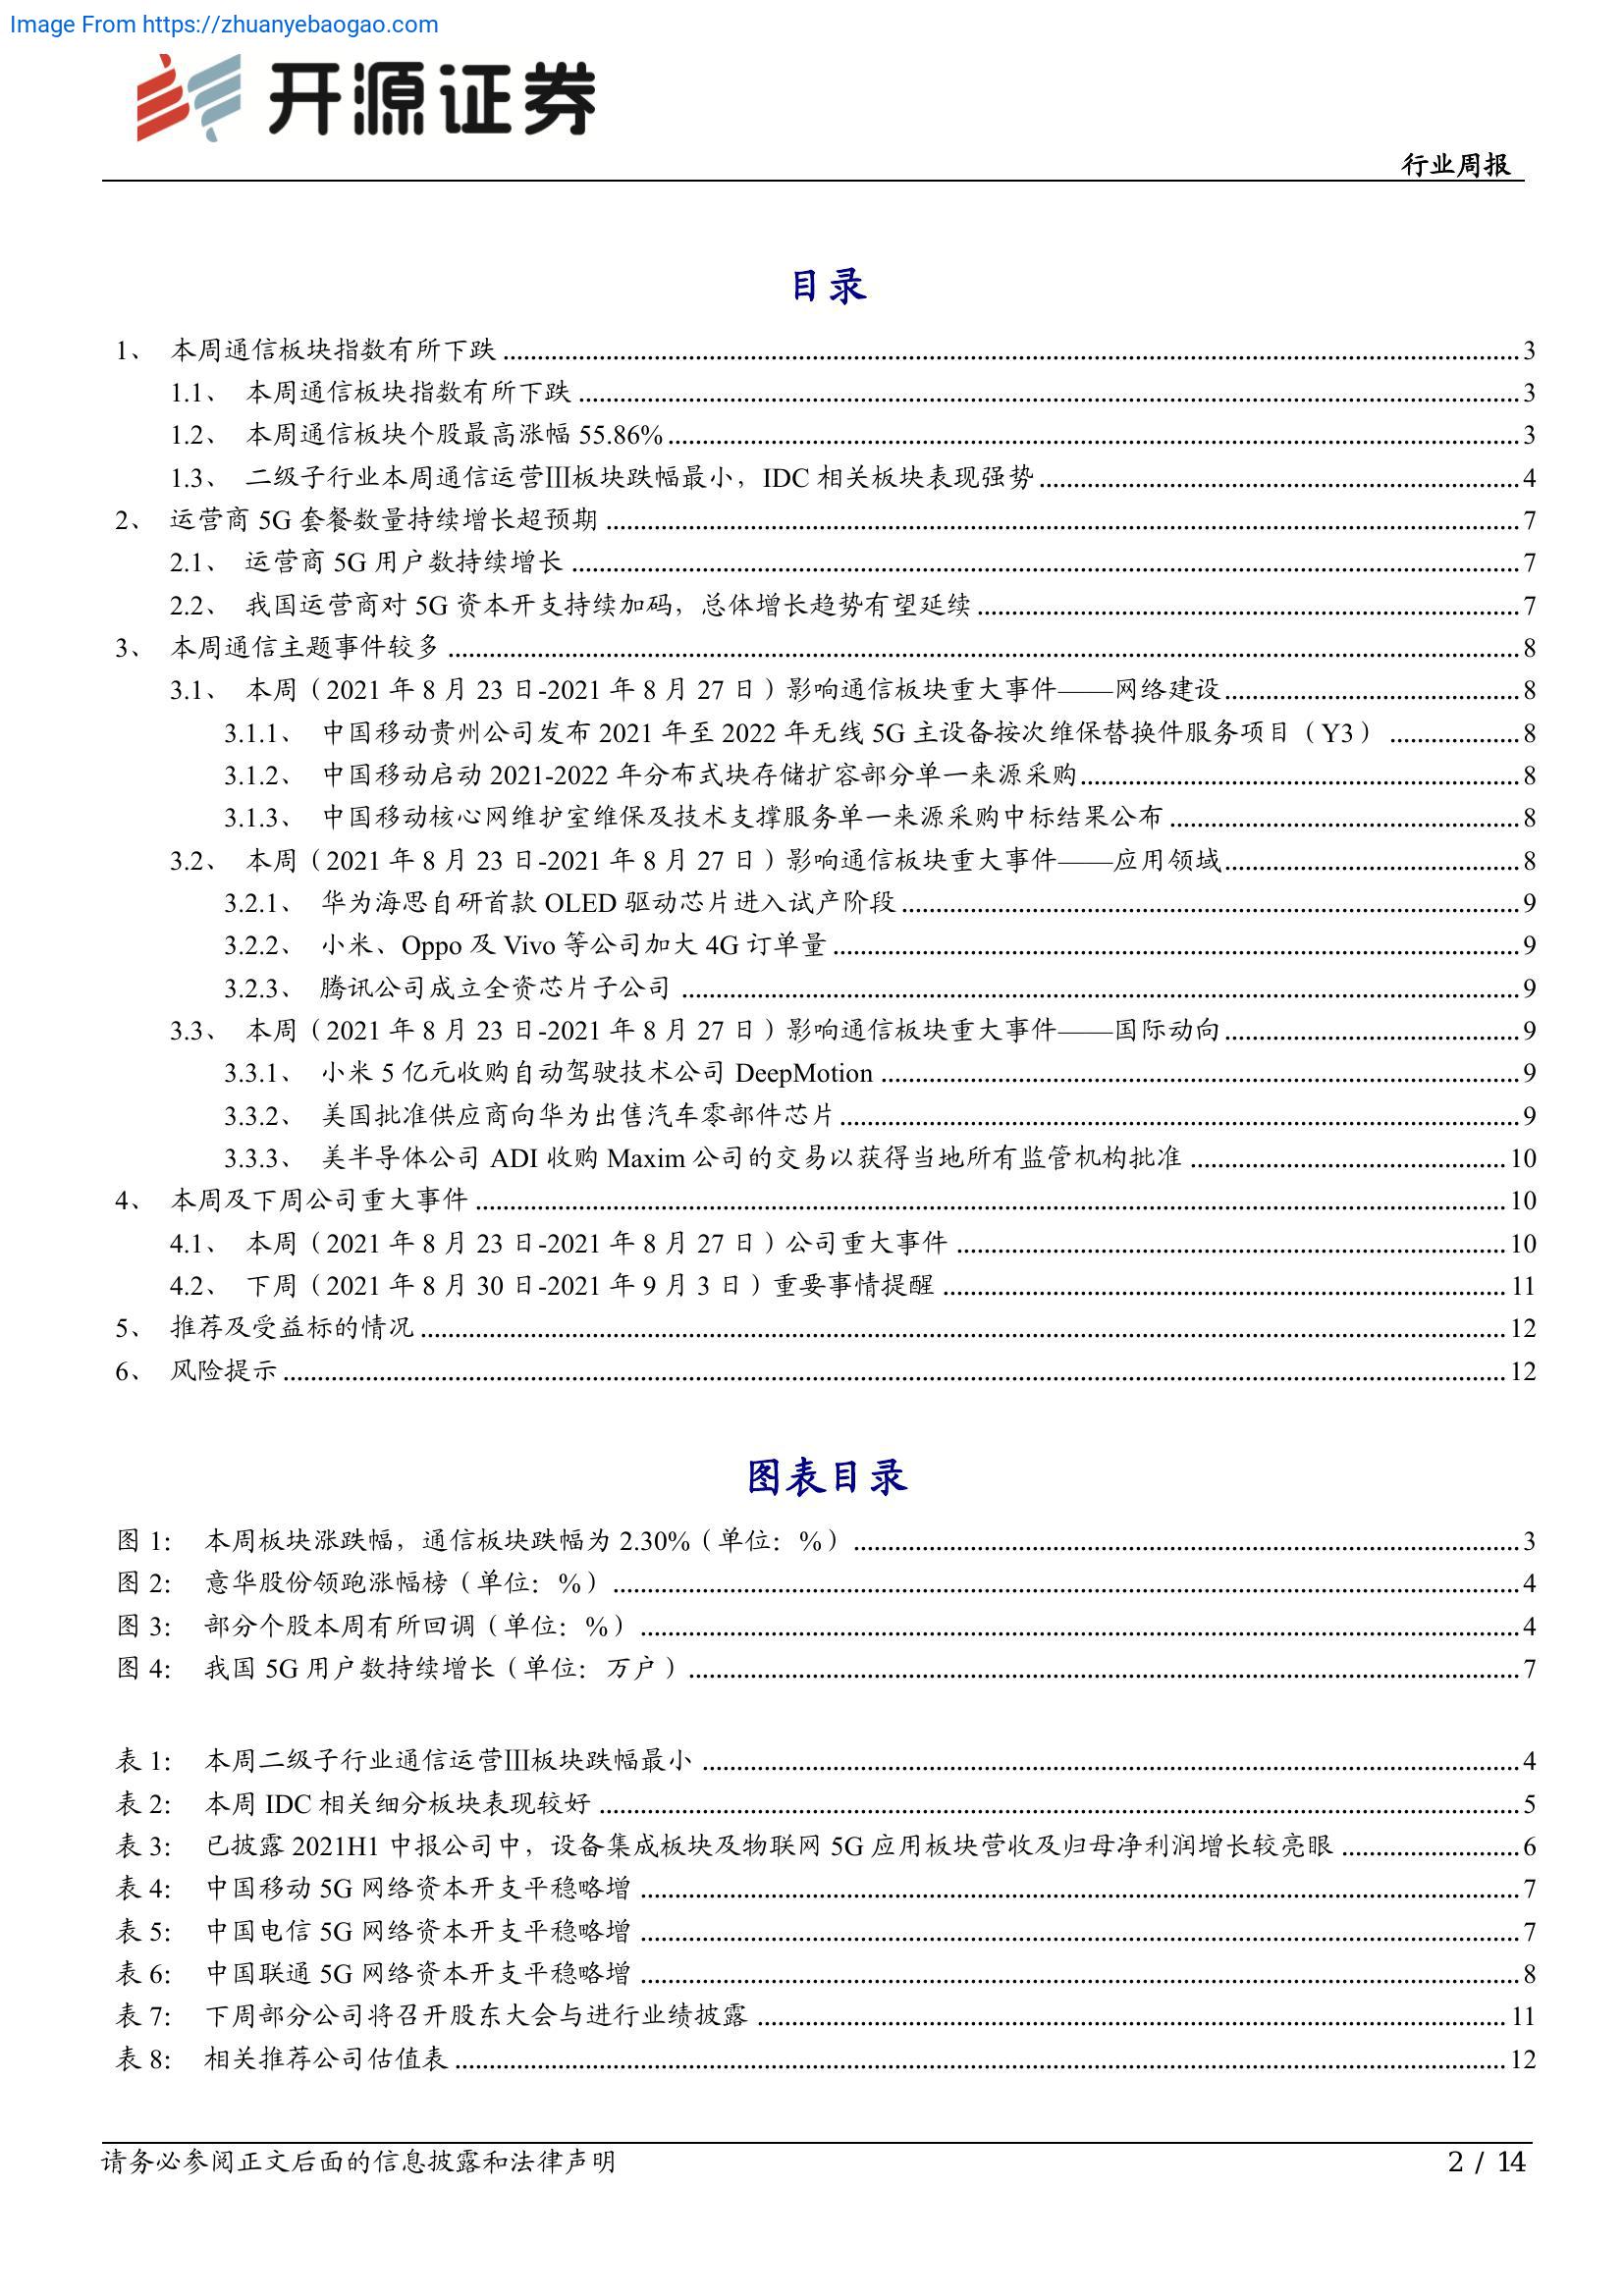 Image From https://zhuanyebaogao.com
开源证券
行业周报
目录
1、 本周通信板块指数有所下跌 3
1.1、 本周通信板块指数有所下跌 3
1.2、 本周通信板块个股最高涨幅 55.86% 3
1.3、 二级子行业本周通信运营Ⅲ板块跌幅最小，IDC 相关板块表现强势 4
2、 运营商 5G 套餐数量持续增长超预期 7
2.1、 运营商 5G 用户数持续增长 7
2.2、 我国运营商对 5G 资本开支持续加码，总体增长趋势有望延续 7
3、 本周通信主题事件较多 8
3.1、 本周（2021 年 8 月 23 日-2021 年 8 月 27 日）影响通信板块重大事件——网络建设 8
3.1.1、 中国移动贵州公司发布 2021 年至 2022 年无线 5G 主设备按次维保替换件服务项目（Y3） 8
3.1.2、 中国移动启动 2021-2022 年分布式块存储扩容部分单一来源采购 8
3.1.3、 中国移动核心网维护室维保及技术支撑服务单一来源采购中标结果公布 8
3.2、 本周（2021 年 8 月 23 日-2021 年 8 月 27 日）影响通信板块重大事件——应用领域 8
3.2.1、 华为海思自研首款 OLED 驱动芯片进入试产阶段 9
3.2.2、 小米、Oppo 及 Vivo 等公司加大 4G 订单量 9
3.2.3、 腾讯公司成立全资芯片子公司 9
3.3、 本周（2021 年 8 月 23 日-2021 年 8 月 27 日）影响通信板块重大事件——国际动向 9
3.3.1、 小米 5 亿元收购自动驾驶技术公司 DeepMotion 9
3.3.2、 美国批准供应商向华为出售汽车零部件芯片 9
3.3.3、 美半导体公司 ADI 收购 Maxim 公司的交易以获得当地所有监管机构批准 10
4、 本周及下周公司重大事件 10
4.1、 本周（2021 年 8 月 23 日-2021 年 8 月 27 日）公司重大事件 10
4.2、 下周（2021 年 8 月 30 日-2021 年 9 月 3 日）重要事情提醒 11
5、 推荐及受益标的情况 12
6、 风险提示 12
图表目录
图 1： 本周板块涨跌幅，通信板块跌幅为 2.30%（单位：%） 3
图 2： 意华股份领跑涨幅榜（单位：%） 4
图 3： 部分个股本周有所回调（单位：%） 4
图 4： 我国 5G 用户数持续增长（单位：万户） 7
表 1： 本周二级子行业通信运营Ⅲ板块跌幅最小 4
表 2： 本周 IDC 相关细分板块表现较好 5
表 3： 已披露 2021H1 中报公司中，设备集成板块及物联网 5G 应用板块营收及归母净利润增长较亮眼 6
表 4： 中国移动 5G 网络资本开支平稳略增 7
表 5： 中国电信 5G 网络资本开支平稳略增 7
表 6： 中国联通 5G 网络资本开支平稳略增 8
表 7： 下周部分公司将召开股东大会与进行业绩披露 11
表 8： 相关推荐公司估值表 12
请务必参阅正文后面的信息披露和法律声明 2 / 14